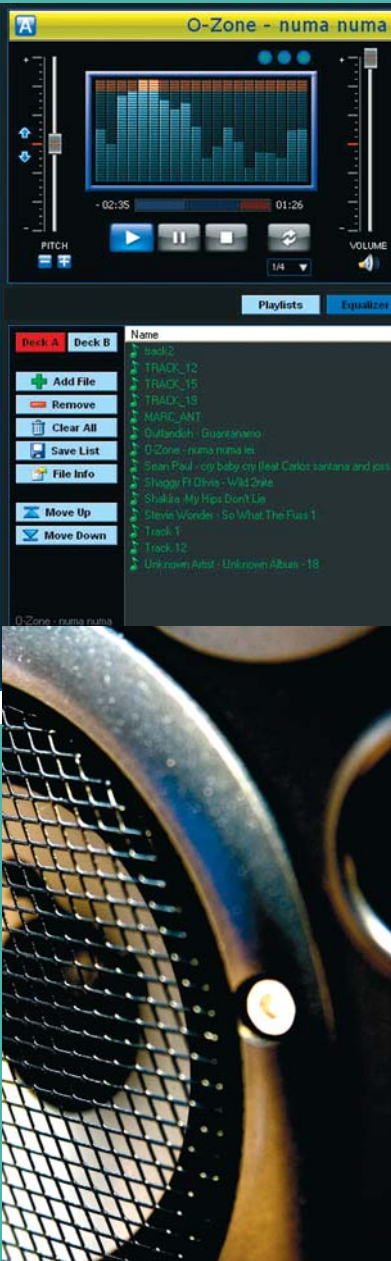 A
O-Zone - numa numa
+
+
- 02:35
01:26
-
-
PITCH
VOLUME
1/4
Playlists
Equalizer
Deck A
Deck B
Name
back2
TRACK_12
TRACK_15
TRACK_19
MARC_ANT
Outlandish - Guantanamo
O-Zone - numa numa iei
Sean Paul - cry baby cry (feat Carlos santana and joss
Shaggy Ft Olivia - Wild 2nite
Shakira -My Hips Don't Lie
Stevie Wonder - So What The Fuss 1
Track 1
Track 12
Unknown Artist - Unknown Album - 18
Add File
Remove
Clear All
Save List
File Info
Move Up
Move Down
O-Zone - numa numa